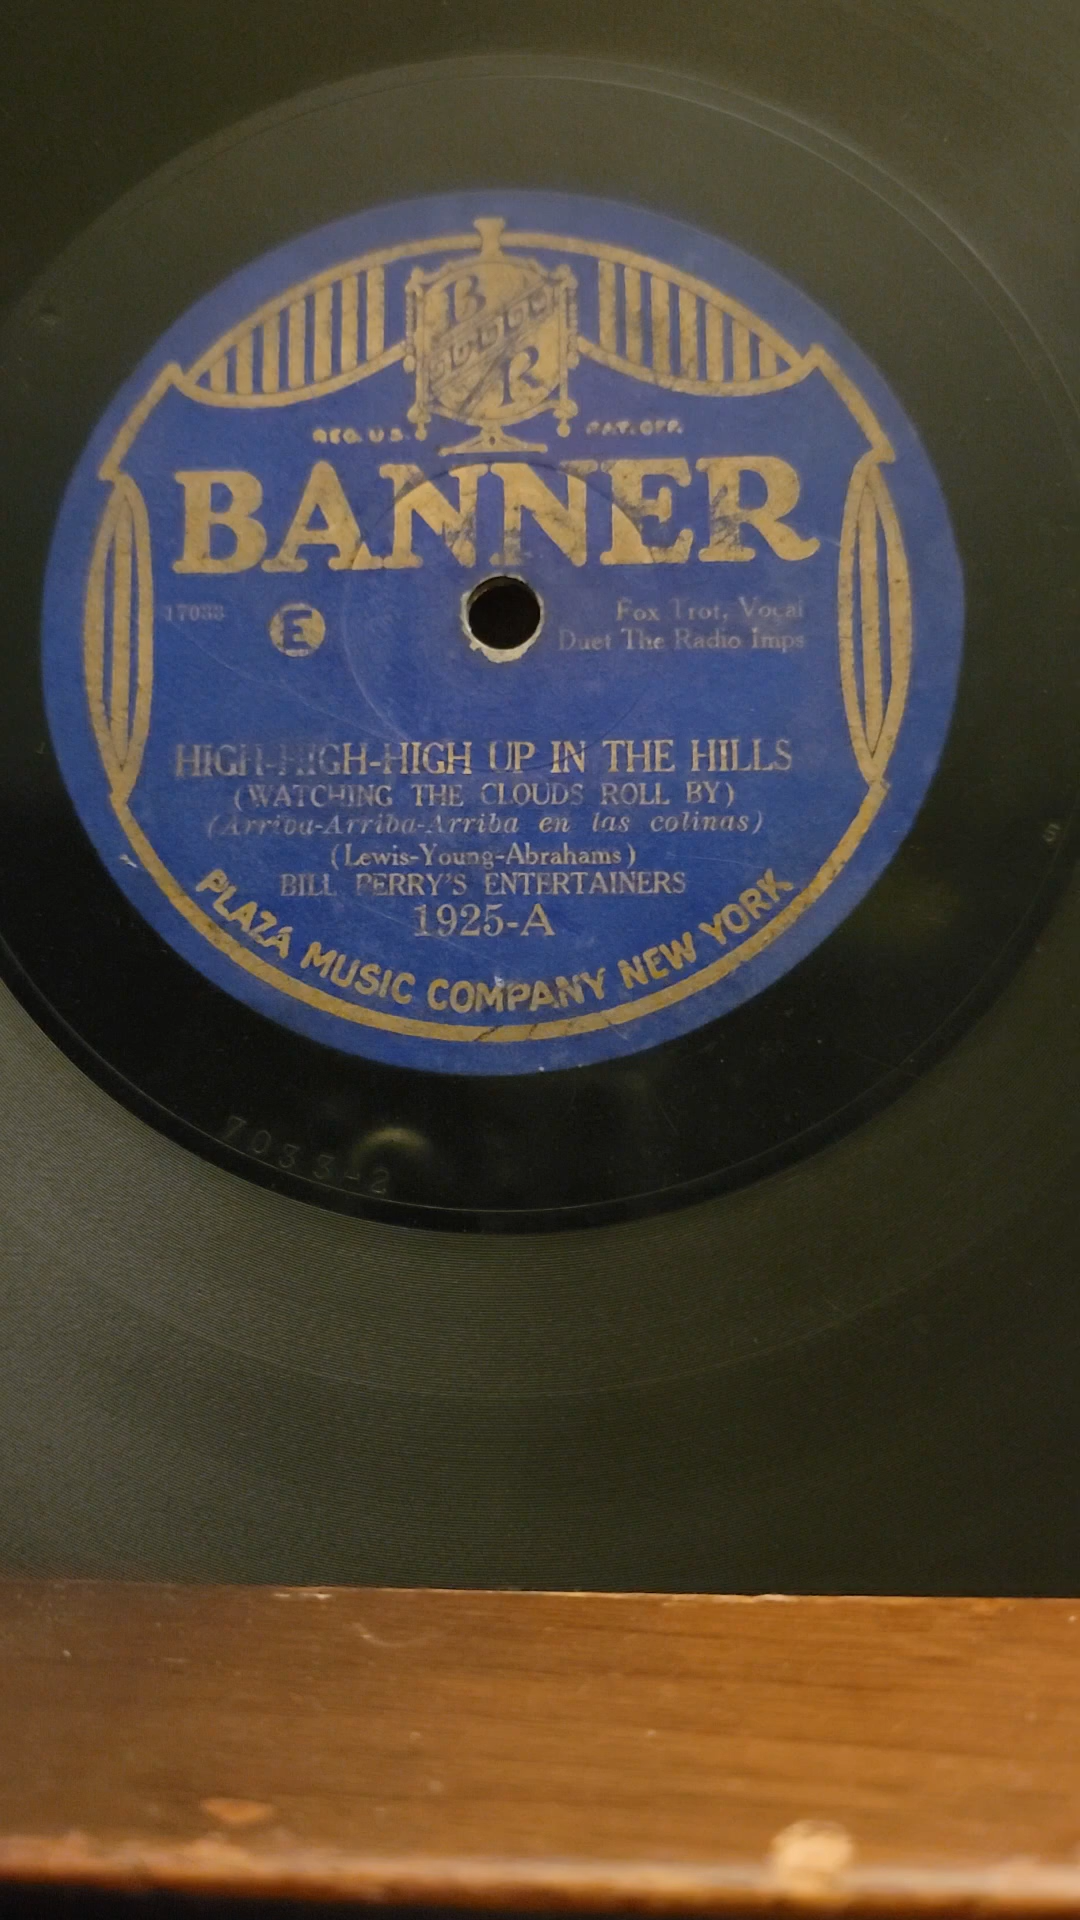 B
R
REG. U.S. PAT. OFF.
BANNER
17033
E
Fox Trot, Vocal
Duet The Radio Imps
HIGH-HIGH-HIGH UP IN THE HILLS
(WATCHING THE CLOUDS ROLL BY)
(Arriba-Arriba-Arriba en las colinas)
(Lewis-Young-Abrahams)
BILL PERRY'S ENTERTAINERS
1925-A
PLAZA MUSIC COMPANY NEW YORK
7033-2